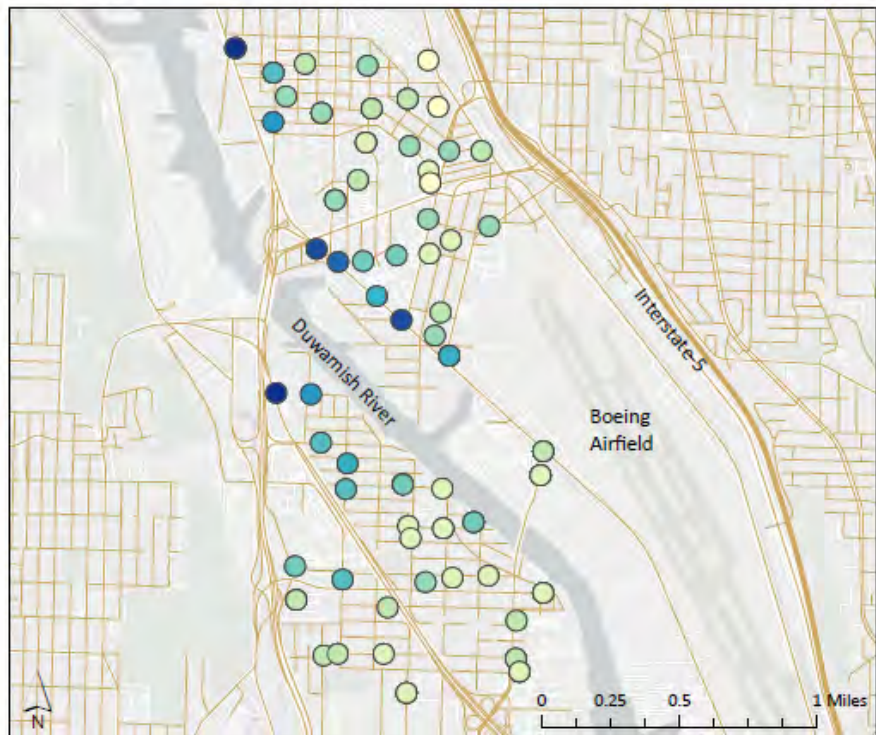 Interstate-5
Duwamish River
Boeing
Airfield
N
0 0.25 0.5 1 Miles